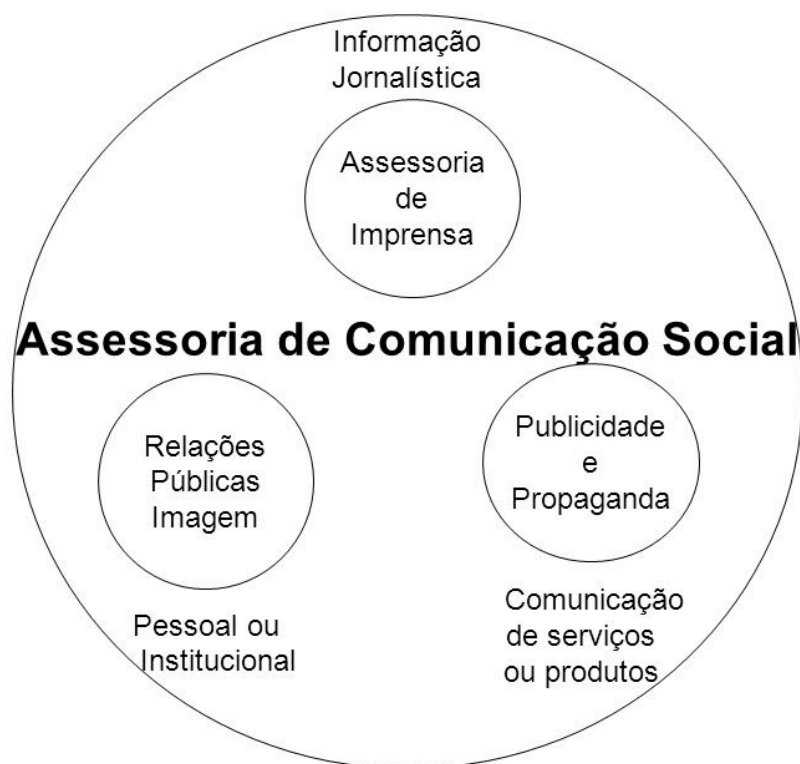 Informação
Jornalística
Assessoria
de
Imprensa
Assessoria de Comunicação Social
Relações
Públicas
Imagem
Pessoal ou
Institucional
Publicidade
e
Propaganda
Comunicação
de serviços
ou produtos